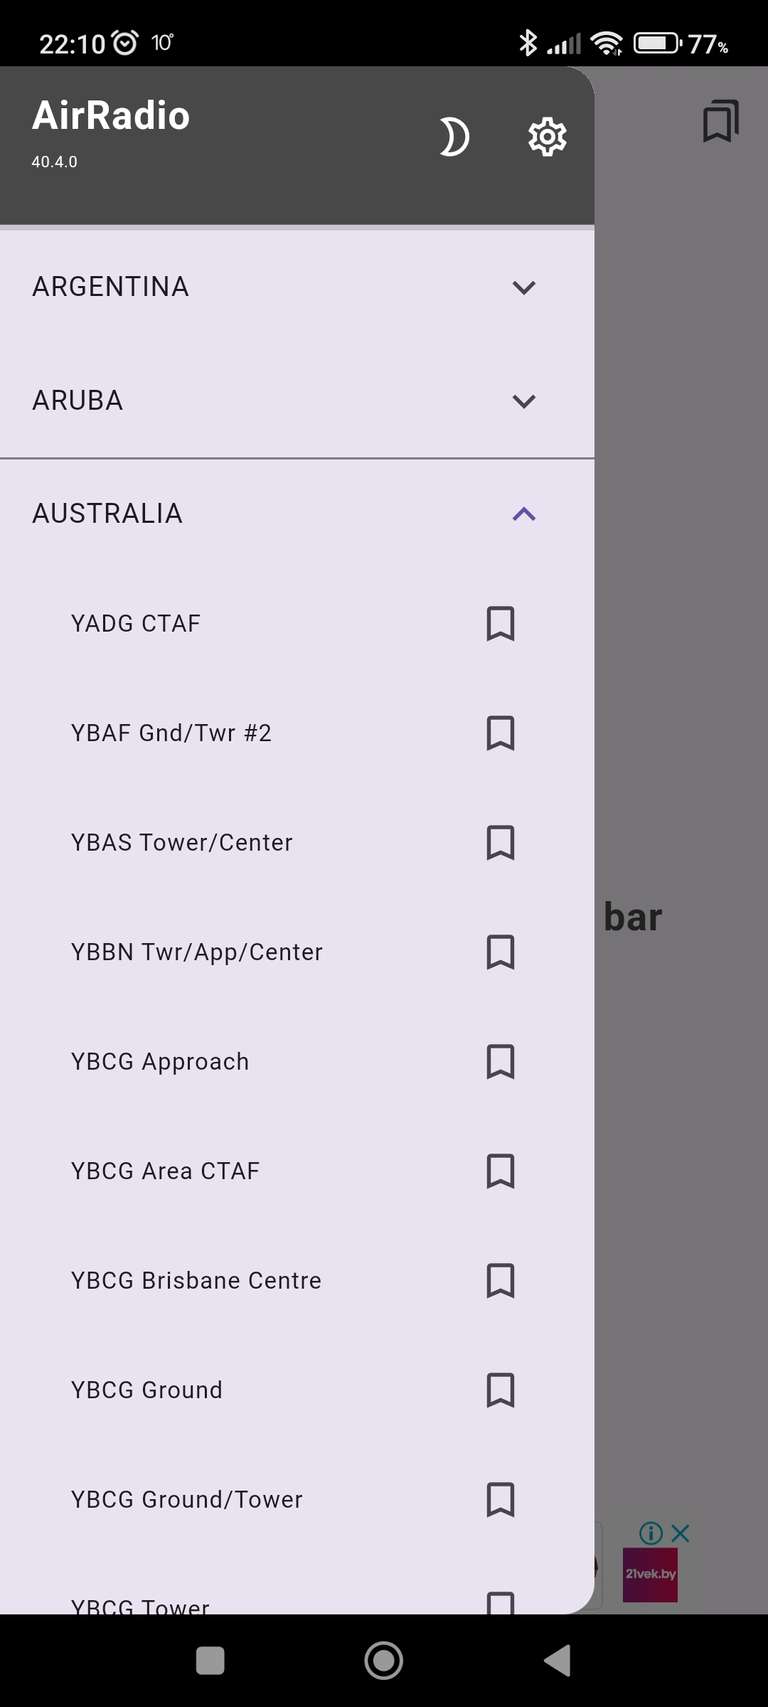 22:10 10° 77%
AirRadio
40.4.0
ARGENTINA
ARUBA
AUSTRALIA
YADG CTAF
YBAF Gnd/Twr #2
YBAS Tower/Center
YBBN Twr/App/Center
bar
YBCG Approach
YBCG Area CTAF
YBCG Brisbane Centre
YBCG Ground
YBCG Ground/Tower
21vek.by
YBCG Tower